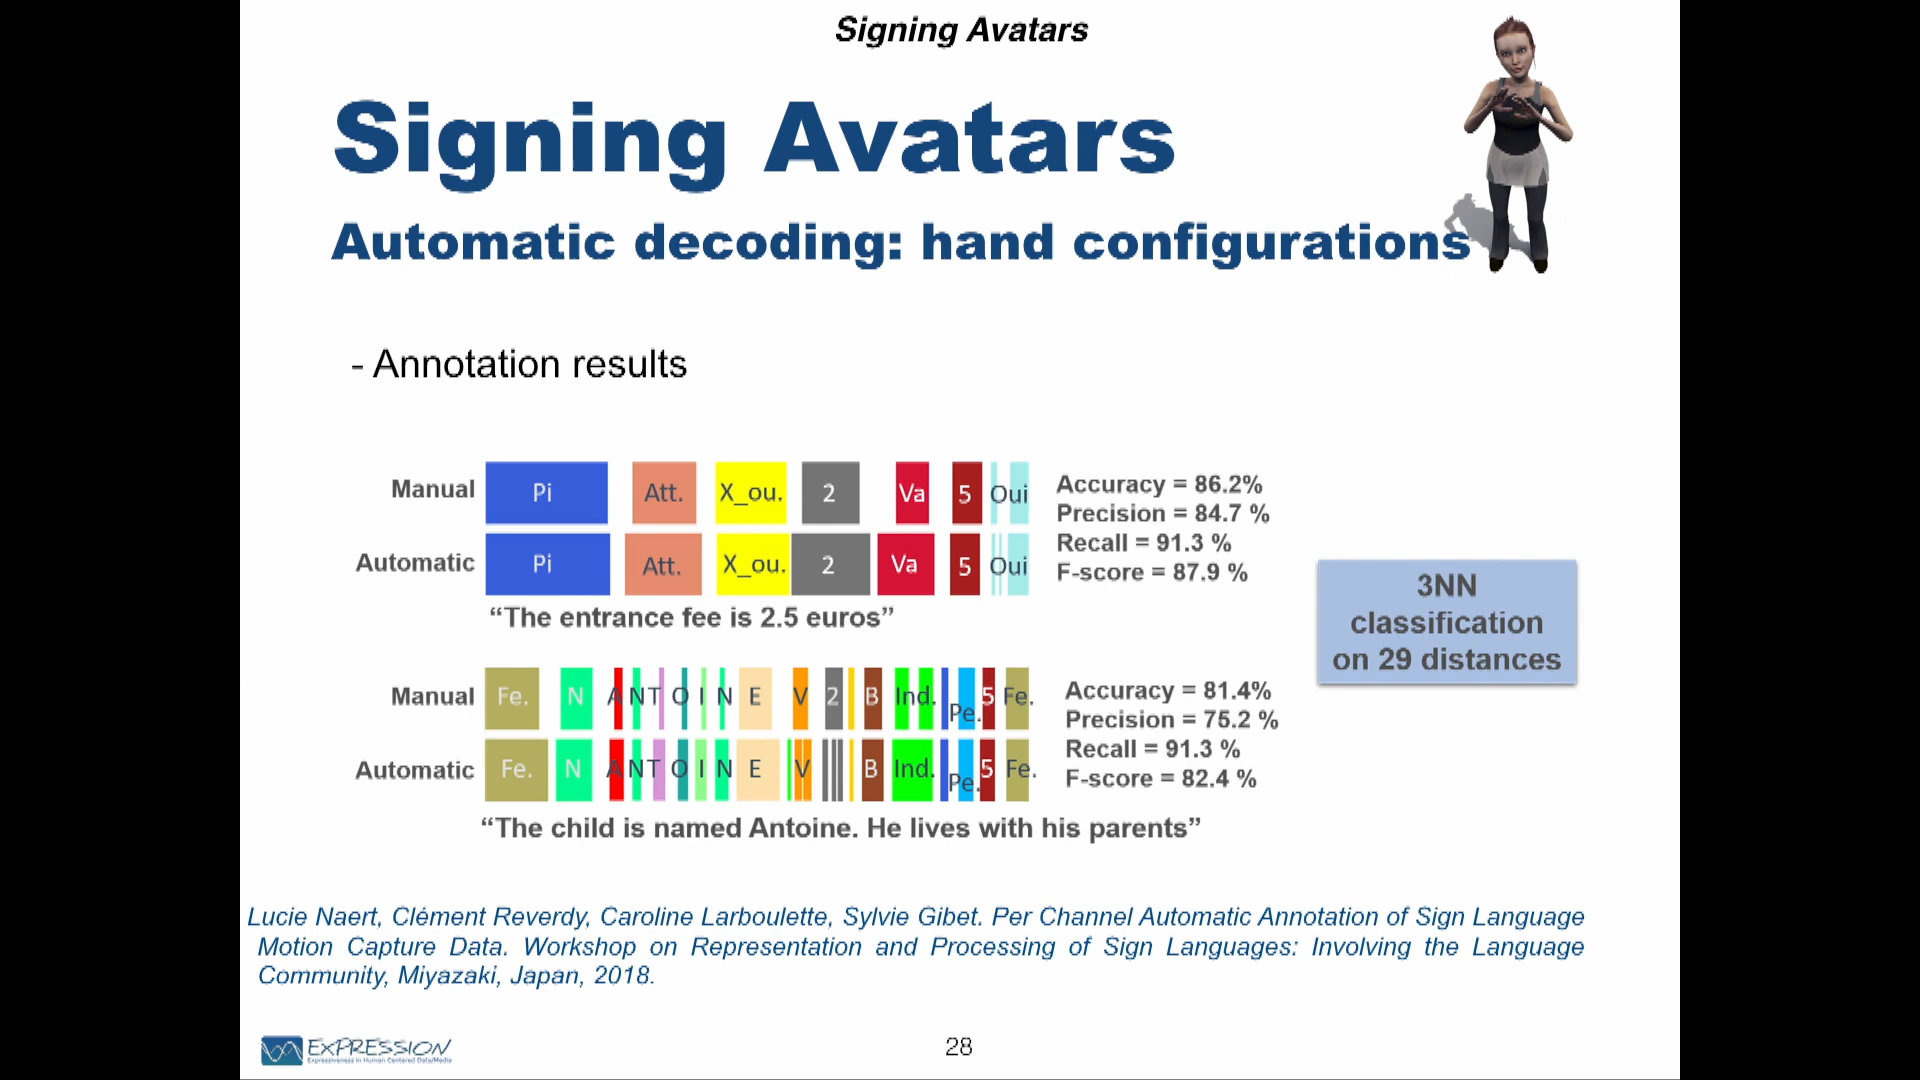 Signing Avatars
Signing Avatars
Automatic decoding: hand configurations
- Annotation results
Manual Pi Att. X_ou. 2 Va 5 Oui
Automatic Pi Att. X_ou. 2 Va 5 Oui
Accuracy = 86.2%
Precision = 84.7 %
Recall = 91.3 %
F-score = 87.9 %
“The entrance fee is 2.5 euros”
3NN
classification
on 29 distances
Manual Fe. N A N T O I N E V 2 B Ind. Pe. 5 Fe.
Automatic Fe. N A N T O I N E V B Ind. Pe. 5 Fe.
Accuracy = 81.4%
Precision = 75.2 %
Recall = 91.3 %
F-score = 82.4 %
“The child is named Antoine. He lives with his parents”
Lucie Naert, Clément Reverdy, Caroline Larboulette, Sylvie Gibet. Per Channel Automatic Annotation of Sign Language
Motion Capture Data. Workshop on Representation and Processing of Sign Languages: Involving the Language
Community, Miyazaki, Japan, 2018.
EXPRESSION
Expressiveness in Human Centered Data/Media
28